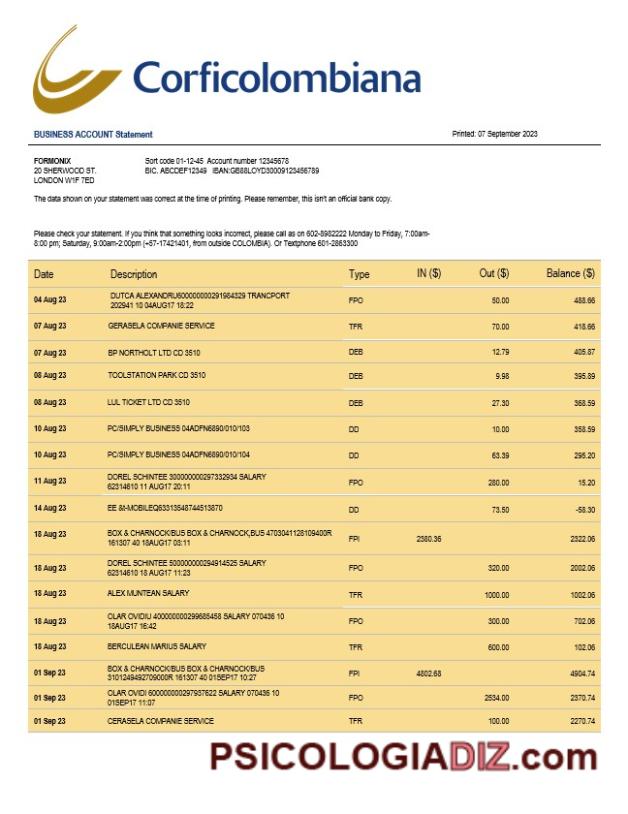 Corficolombiana
BUSINESS ACCOUNT Statement Printed: 07 September 2023
FORMONIX Sort code 01-12-45 Account number 12345678
20 SHERWOOD ST. BIC. ABCDEF12349 IBAN:GB88LOYD30009123456789
LONDON W1F 7ED
The data shown on your statement was correct at the time of printing. Please remember, this isn't an official bank copy.
Please check your statement. If you think that something looks incorrect, please call as on 602-8982222 Monday to Friday, 7:00am-
8:00 pm; Saturday, 9:00am-2:00pm (+57-17421401, from outside COLOMBIA). Or Textphone 601-2863300
Date Description Type IN ($) Out ($) Balance ($)
04 Aug 23 DUTCA ALEXANDRU600000000291984329 TRANCPORT
202941 10 04AUG17 18:22 FPO 50.00 488.66
07 Aug 23 GERASELA COMPANIE SERVICE TFR 70.00 418.66
07 Aug 23 BP NORTHOLT LTD CD 3510 DEB 12.79 405.87
08 Aug 23 TOOLSTATION PARK CD 3510 DEB 9.98 395.89
08 Aug 23 LUL TICKET LTD CD 3510 DEB 27.30 368.59
10 Aug 23 PC/SIMPLY BUSINESS 04ADFN6890/010/103 DD 10.00 358.59
10 Aug 23 PC/SIMPLY BUSINESS 04ADFN6890/010/104 DD 63.39 295.20
11 Aug 23 DOREL SCHINTEE 300000000297332934 SALARY
62314610 11 AUG17 20:11 FPO 280.00 15.20
14 Aug 23 EE &t-MOBILEQ63313548744513870 DD 73.50 -58.30
18 Aug 23 BOX & CHARNOCK/BUS BOX & CHARNOCK,BUS 4703041128109400R
161307 40 18AUG17 03:11 FPI 2380.36 2322.06
18 Aug 23 DOREL SCHINTEE 500000000294914525 SALARY
62314610 18 AUG17 11:23 FPO 320.00 2002.06
18 Aug 23 ALEX MUNTEAN SALARY TFR 1000.00 1002.06
18 Aug 23 OLAR OVIDIU 400000000299685458 SALARY 070436 10
18AUG17 16:42 FPO 300.00 702.06
18 Aug 23 BERCULEAN MARIUS SALARY TFR 600.00 102.06
01 Sep 23 BOX & CHARNOCK/BUS BOX & CHARNOCK/BUS
3101249492709000R 161307 40 01SEP17 10:27 FPI 4802.68 4904.74
01 Sep 23 OLAR OVIDI 600000000297937622 SALARY 070436 10
01SEP17 11:07 FPO 2534.00 2370.74
01 Sep 23 CERASELA COMPANIE SERVICE TFR 100.00 2270.74
PSICOLOGIADIZ.com